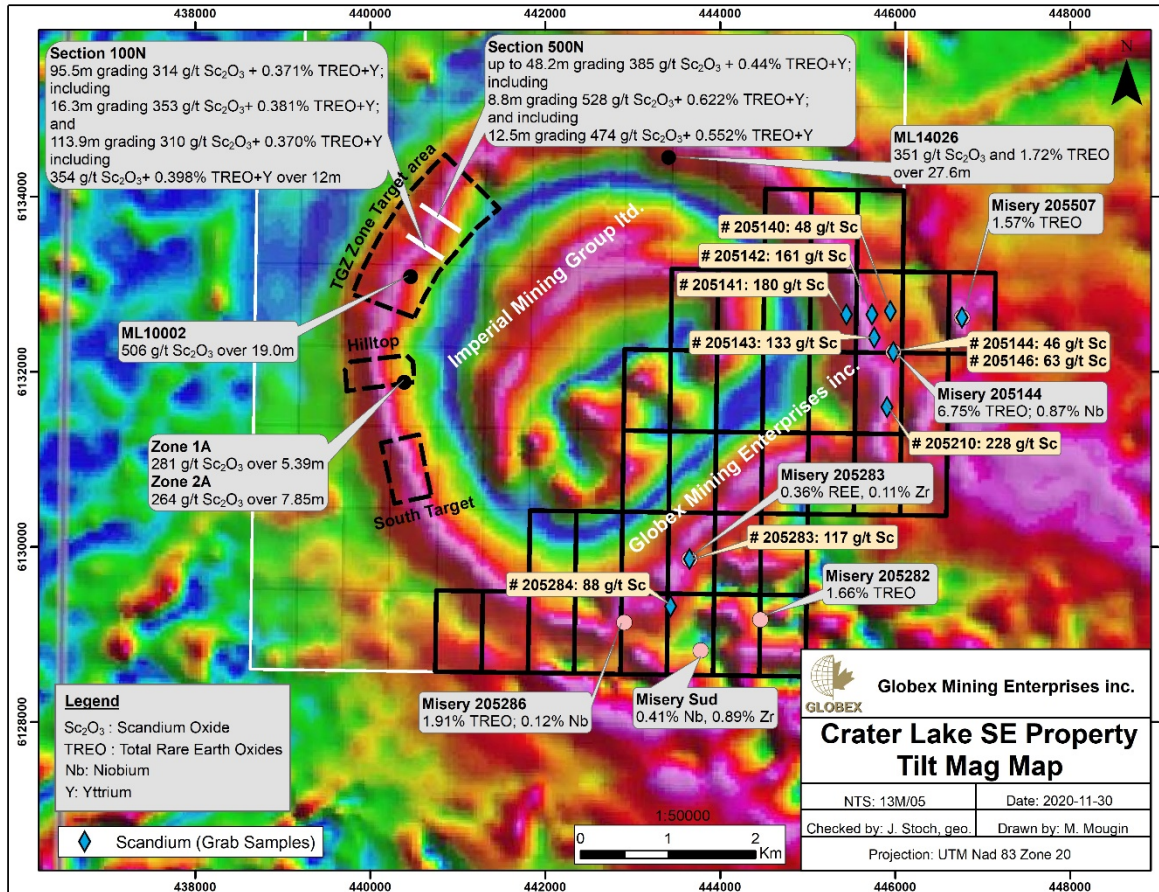 438000
440000
442000
444000
446000
448000
Section 100N
95.5m grading 314 g/t Sc₂O₃ + 0.371% TREO+Y;
including
16.3m grading 353 g/t Sc₂O₃+ 0.381% TREO+Y;
and
113.9m grading 310 g/t Sc₂O₃+ 0.370% TREO+Y
including
354 g/t Sc₂O₃+ 0.398% TREO+Y over 12m
Section 500N
up to 48.2m grading 385 g/t Sc₂O₃ + 0.44% TREO+Y;
including
8.8m grading 528 g/t Sc₂O₃+ 0.622% TREO+Y;
and including
12.5m grading 474 g/t Sc₂O₃+ 0.552% TREO+Y
N
ML14026
351 g/t Sc₂O₃ and 1.72% TREO
over 27.6m
6134000
6134000
TGZ Zone Target area
Imperial Mining Group ltd.
Misery 205507
1.57% TREO
# 205140: 48 g/t Sc
# 205142: 161 g/t Sc
# 205141: 180 g/t Sc
# 205143: 133 g/t Sc
# 205144: 46 g/t Sc
# 205146: 63 g/t Sc
ML10002
506 g/t Sc₂O₃ over 19.0m
Hilltop
6132000
6132000
Misery 205144
6.75% TREO; 0.87% Nb
# 205210: 228 g/t Sc
Zone 1A
281 g/t Sc₂O₃ over 5.39m
Zone 2A
264 g/t Sc₂O₃ over 7.85m
South Target
Globex Mining Enterprises inc.
Misery 205283
0.36% REE, 0.11% Zr
# 205283: 117 g/t Sc
6130000
6130000
# 205284: 88 g/t Sc
Misery 205282
1.66% TREO
Misery 205286
1.91% TREO; 0.12% Nb
Misery Sud
0.41% Nb, 0.89% Zr
6128000
6128000
Legend
Sc₂O₃ : Scandium Oxide
TREO : Total Rare Earth Oxides
Nb: Niobium
Y: Yttrium
Scandium (Grab Samples)
1:50000
0
1
2
Km
GLOBEX
Globex Mining Enterprises inc.
Crater Lake SE Property
Tilt Mag Map
NTS: 13M/05
Date: 2020-11-30
Checked by: J. Stoch, geo.
Drawn by: M. Mougin
Projection: UTM Nad 83 Zone 20
438000
440000
442000
444000
446000
448000